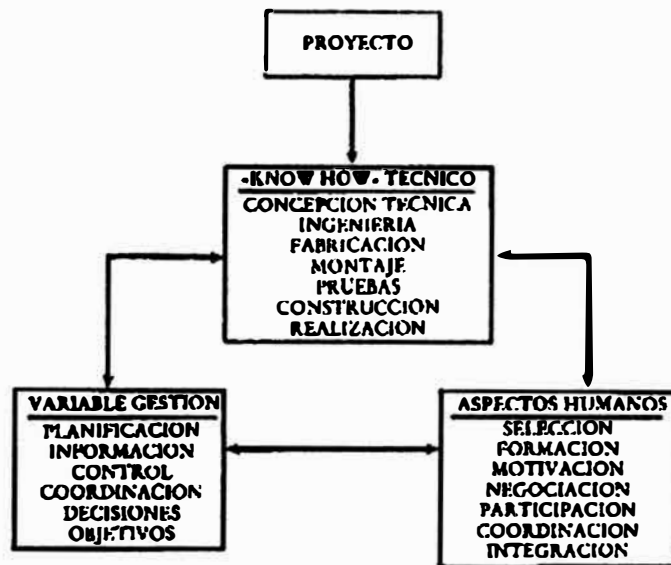 PROYECTO
-KNOW HOW- TECNICO
CONCEPCION TECNICA
INGENIERIA
FABRICACION
MONTAJE
PRUEBAS
CONSTRUCCION
REALIZACION
VARIABLE GESTION
PLANIFICACION
INFORMACION
CONTROL
COORDINACION
DECISIONES
OBJETIVOS
ASPECTOS HUMANOS
SELECCION
FORMACION
MOTIVACION
NEGOCIACION
PARTICIPACION
COORDINACION
INTEGRACION